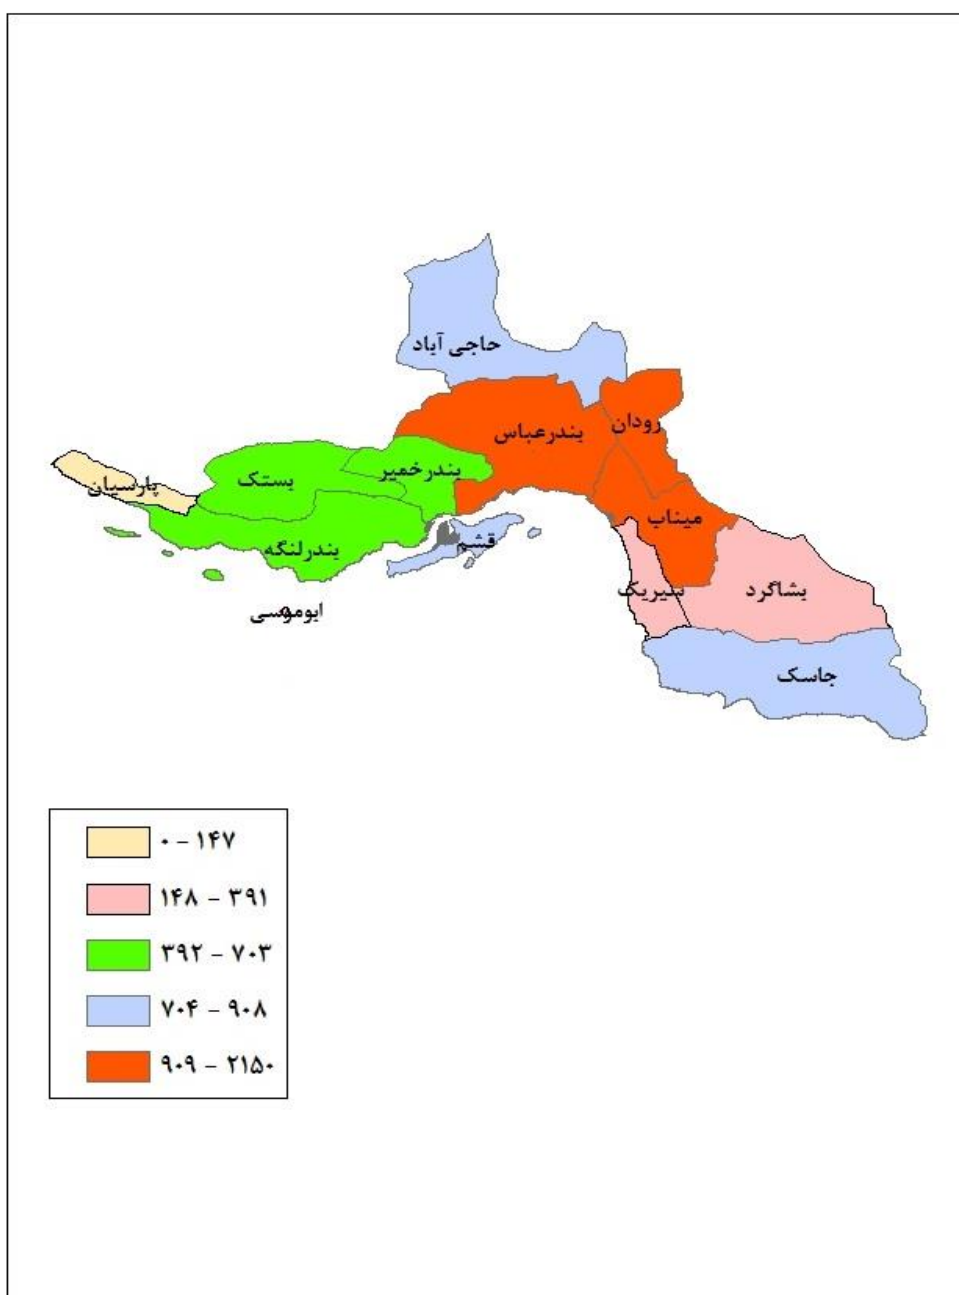 حاجی آباد
رودان
بندرعباس
بندرخمیر
بستک
پارسیان
میناب
قشم
بندرلنگه
بشاگرد
سیریک
ابوموسی
جاسک
۰ - ۱۴۷
۱۴۸ - ۳۹۱
۳۹۲ - ۷۰۳
۷۰۴ - ۹۰۸
۹۰۹ - ۲۱۵۰